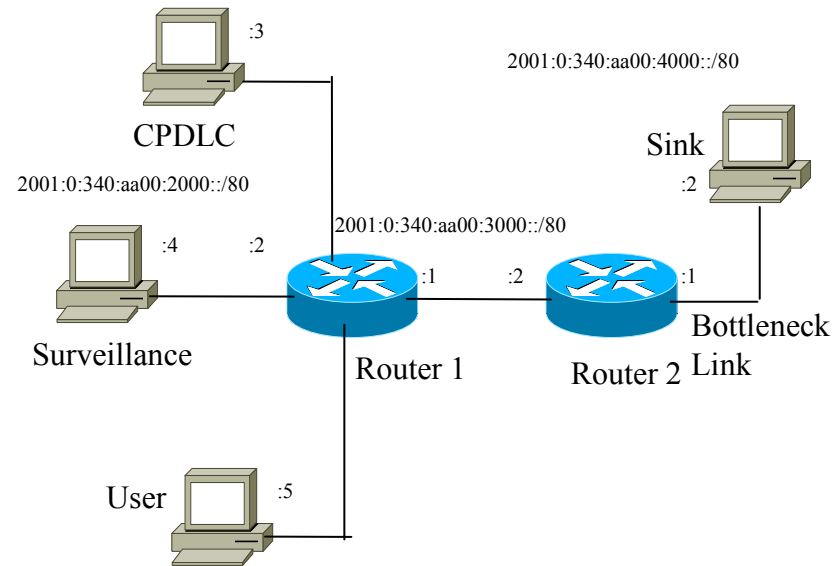 :3
2001:0:340:aa00:4000::/80
CPDLC
Sink
2001:0:340:aa00:2000::/80
:2
2001:0:340:aa00:3000::/80
:4
:2
:1
:2
:1
Surveillance
Router 1
Router 2
Bottleneck
Link
User
:5